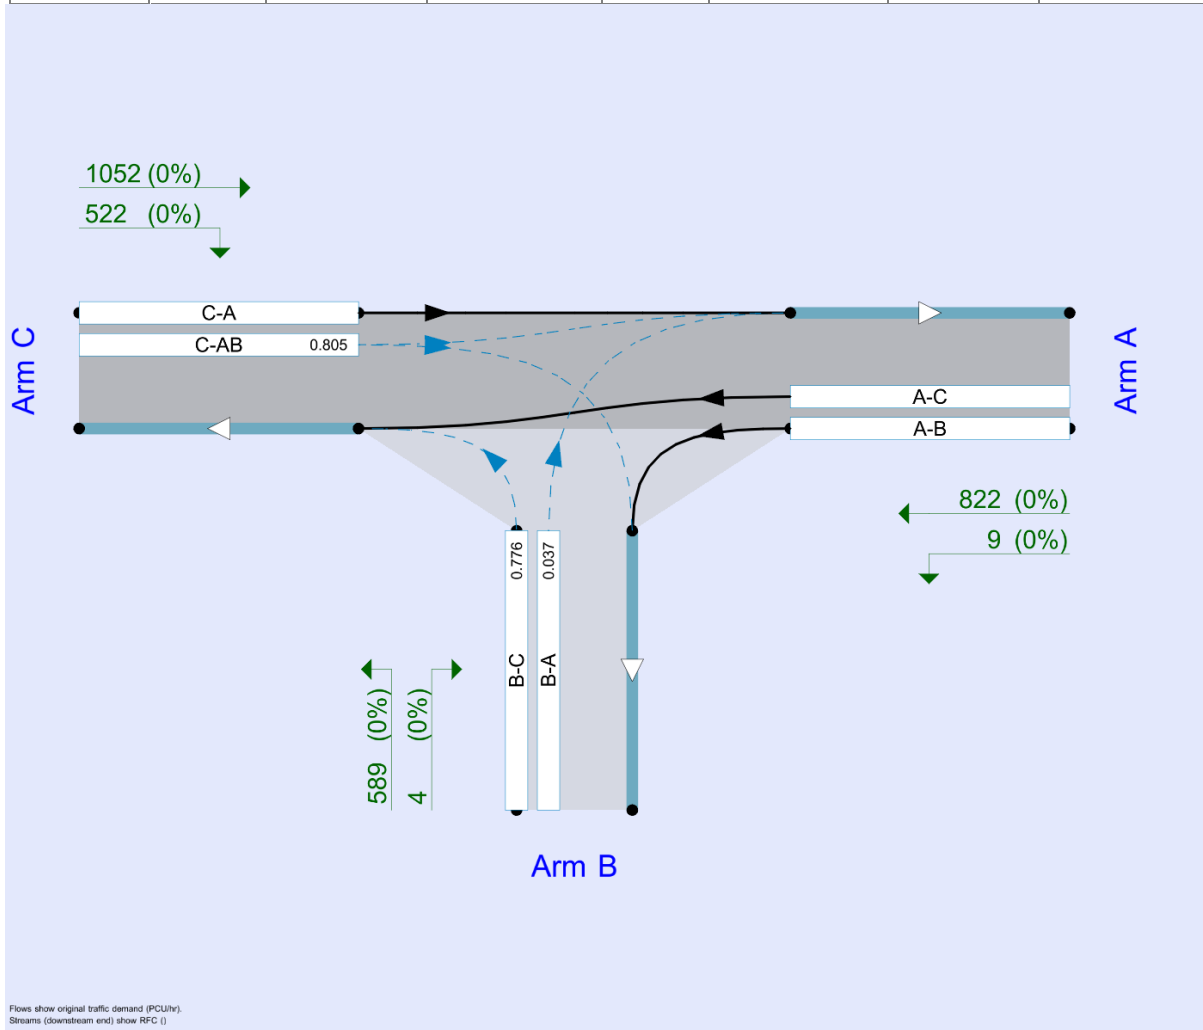 1052 (0%)
522 (0%)
C-A
C-AB 0.805
Arm C
Arm A
A-C
A-B
822 (0%)
9 (0%)
0.776
0.037
B-C
B-A
589 (0%)
4 (0%)
Arm B
Flows show original traffic demand (PCU/hr).
Streams (downstream end) show RFC ()